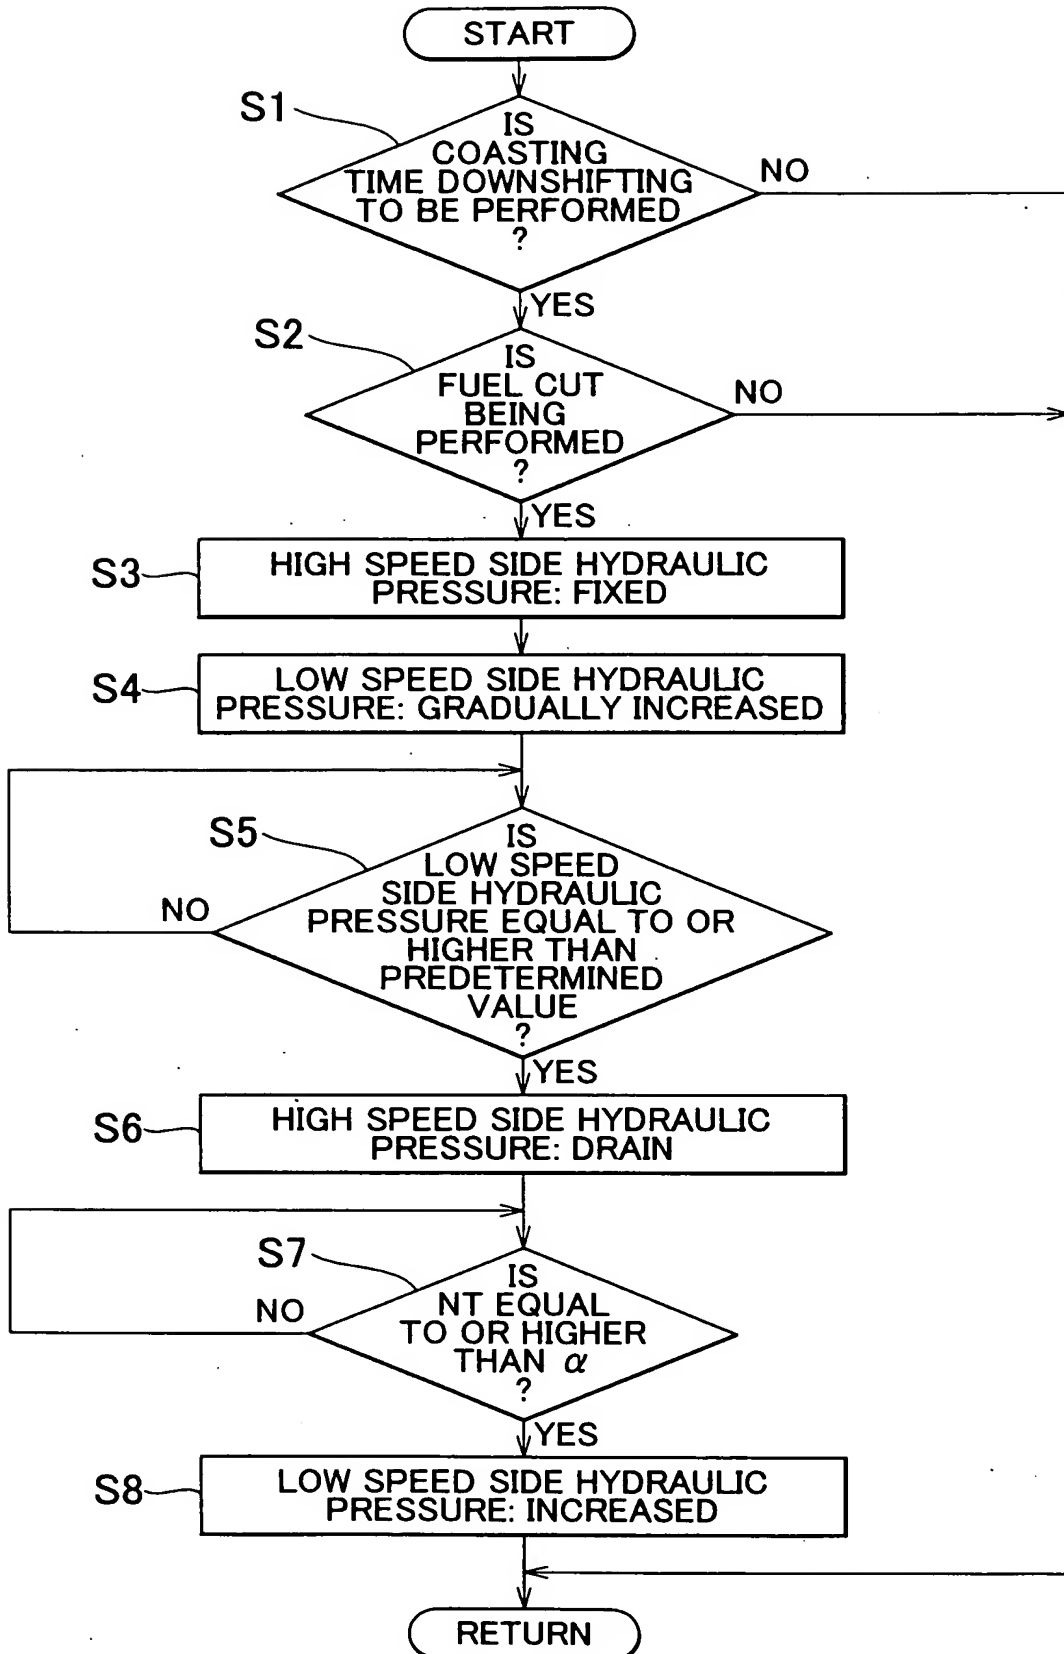 START
S1
IS
COASTING
TIME DOWNSHIFTING
TO BE PERFORMED
?
NO
YES
S2
IS
FUEL CUT
BEING
PERFORMED
?
NO
YES
S3
HIGH SPEED SIDE HYDRAULIC
PRESSURE: FIXED
S4
LOW SPEED SIDE HYDRAULIC
PRESSURE: GRADUALLY INCREASED
S5
IS
LOW SPEED
SIDE HYDRAULIC
PRESSURE EQUAL TO OR
HIGHER THAN
PREDETERMINED
VALUE
?
NO
YES
S6
HIGH SPEED SIDE HYDRAULIC
PRESSURE: DRAIN
S7
IS
NT EQUAL
TO OR HIGHER
THAN α
?
NO
YES
S8
LOW SPEED SIDE HYDRAULIC
PRESSURE: INCREASED
RETURN